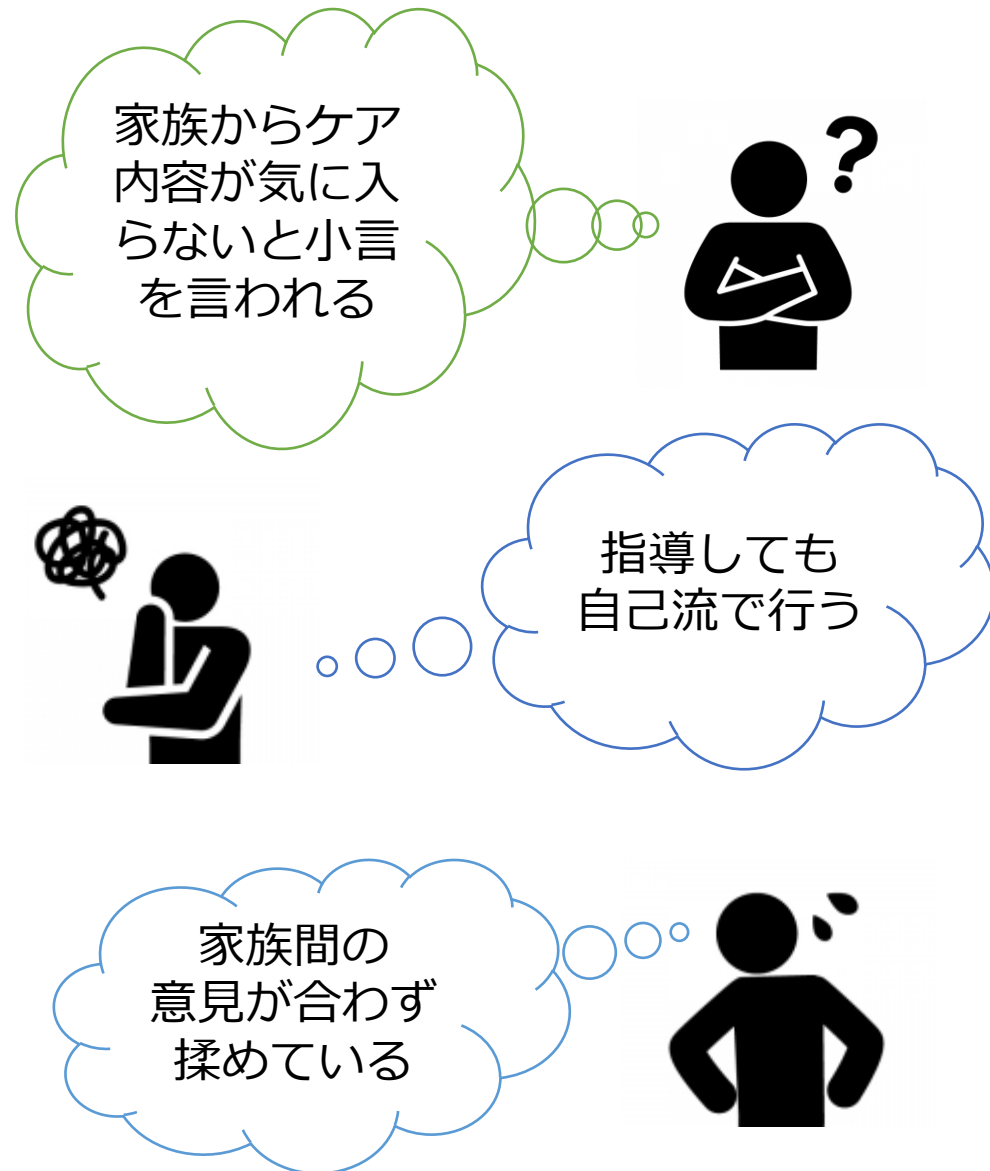 家族からケア
内容が気に入
らないと小言
を言われる
?
指導しても
自己流で行う
家族間の
意見が合わず
揉めている